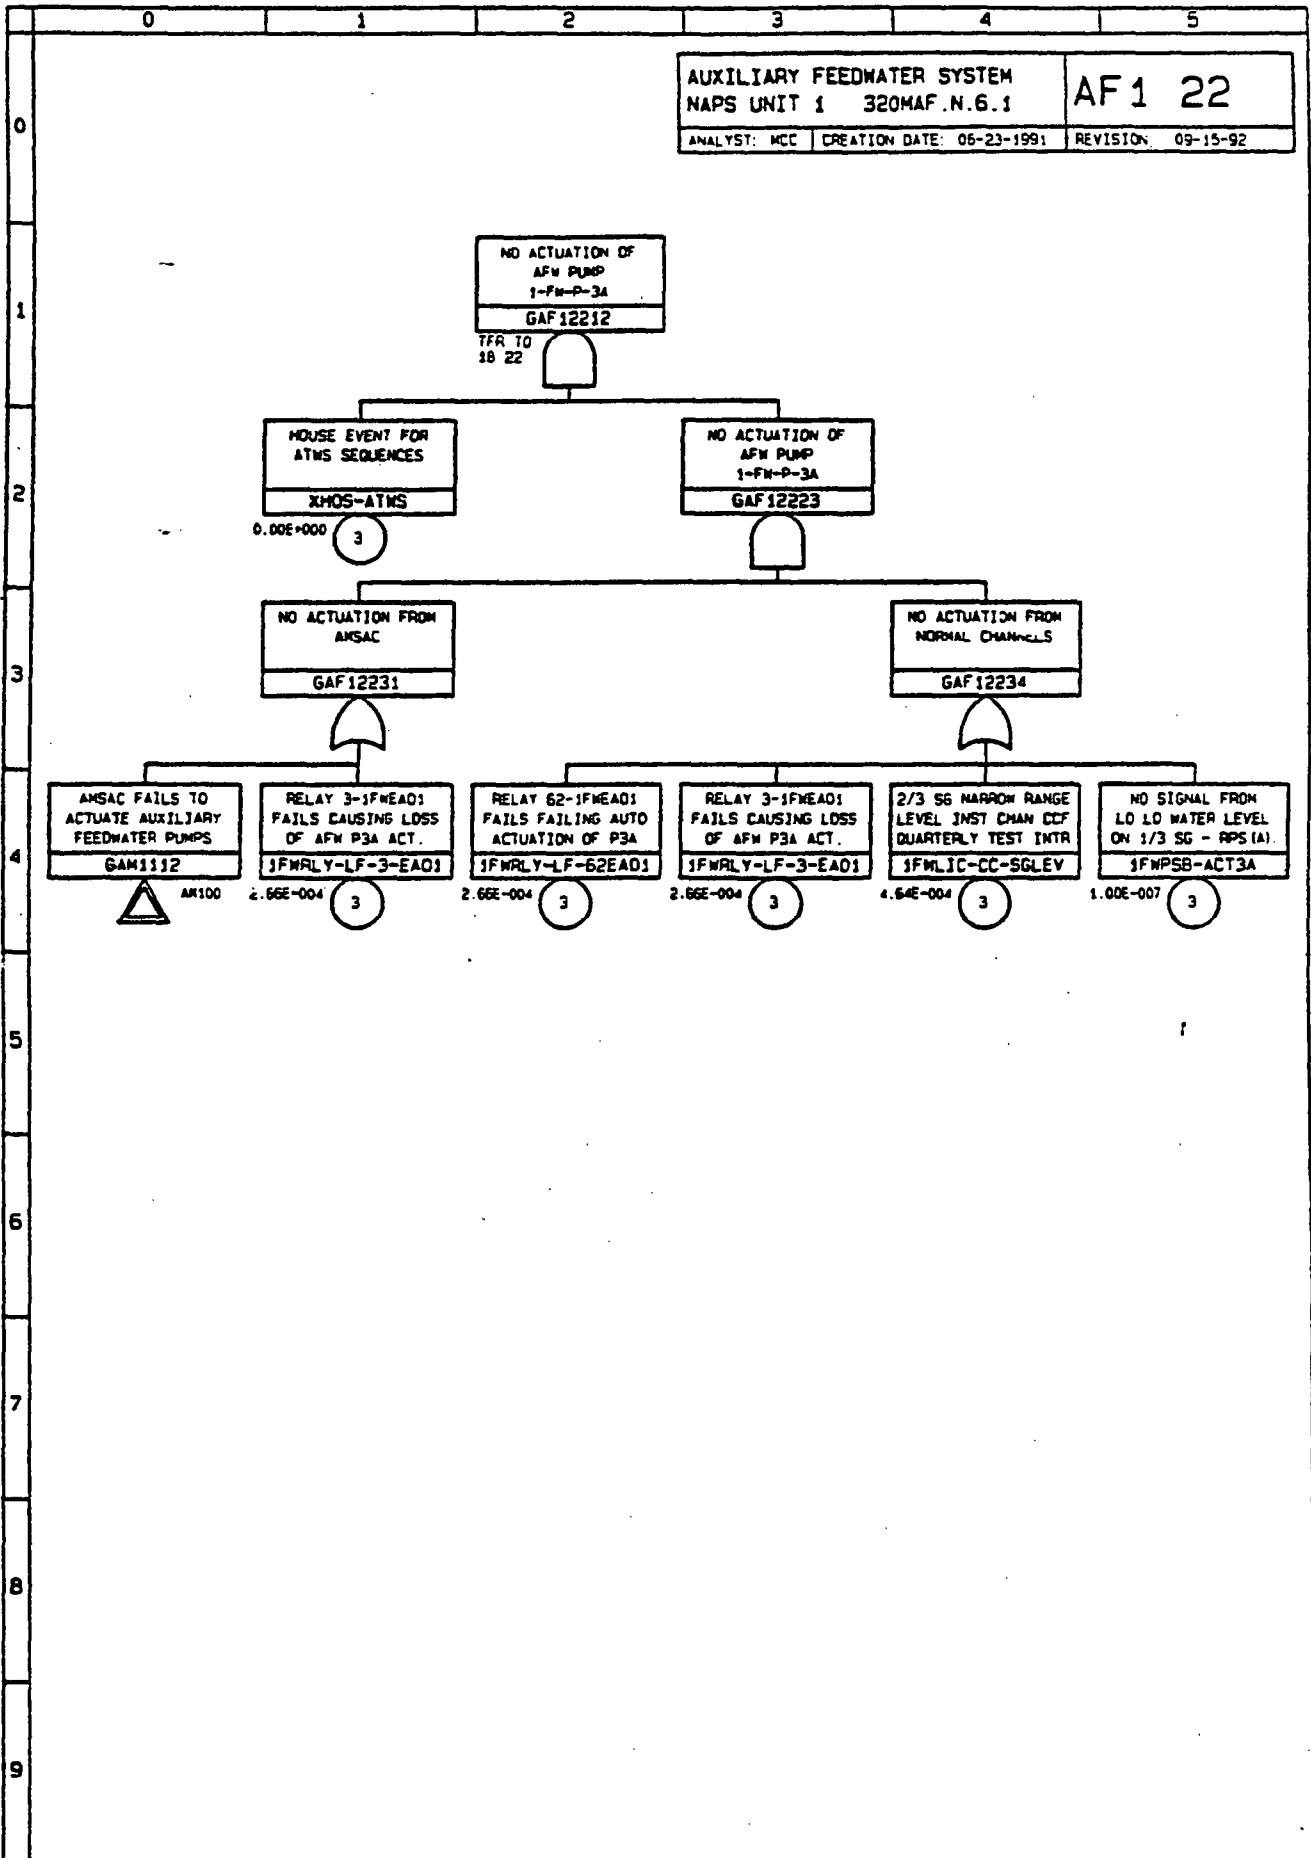 0 1 2 3 4 5
AUXILIARY FEEDWATER SYSTEM
NAPS UNIT 1 320MAF.N.6.1
AF1 22
ANALYST: MCC CREATION DATE: 06-23-1991 REVISION: 09-15-92
0
1
2
3
4
5
6
7
8
9
NO ACTUATION OF
AFW PUMP
1-FW-P-3A
GAF12212
TFR TO
18 22
HOUSE EVENT FOR
ATWS SEQUENCES
XHOS-ATWS
0.00E+000
3
NO ACTUATION OF
AFW PUMP
1-FW-P-3A
GAF12223
NO ACTUATION FROM
AMSAC
GAF12231
NO ACTUATION FROM
NORMAL CHANNELS
GAF12234
AMSAC FAILS TO
ACTUATE AUXILIARY
FEEDWATER PUMPS
GAM1112
AM100
RELAY 3-1FWEA01
FAILS CAUSING LOSS
OF AFW P3A ACT.
1FWRLY-LF-3-EA01
2.66E-004
3
RELAY 62-1FWEA01
FAILS FAILING AUTO
ACTUATION OF P3A
1FWRLY-LF-62EA01
2.66E-004
3
RELAY 3-1FWEA01
FAILS CAUSING LOSS
OF AFW P3A ACT.
1FWRLY-LF-3-EA01
2.66E-004
3
2/3 SG NARROW RANGE
LEVEL INST CHAN CCF
QUARTERLY TEST INTR
1FWLIC-CC-SGLEV
4.64E-004
3
NO SIGNAL FROM
LO LO WATER LEVEL
ON 1/3 SG - RPS(A).
1FWPSB-ACT3A
1.00E-007
3